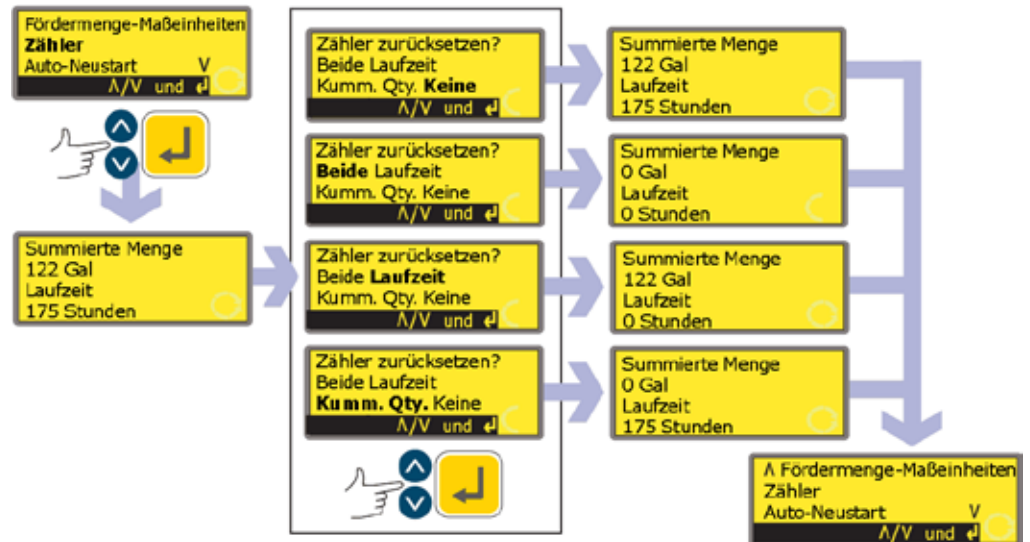 Fördermenge-Maßeinheiten
Zähler
Auto-Neustart V
Λ/V und ↲
Summierte Menge
122 Gal
Laufzeit
175 Stunden
Zähler zurücksetzen?
Beide Laufzeit
Kumm. Qty. Keine
Λ/V und ↲
Zähler zurücksetzen?
Beide Laufzeit
Kumm. Qty. Keine
Λ/V und ↲
Zähler zurücksetzen?
Beide Laufzeit
Kumm. Qty. Keine
Λ/V und ↲
Zähler zurücksetzen?
Beide Laufzeit
Kumm. Qty. Keine
Λ/V und ↲
Summierte Menge
122 Gal
Laufzeit
175 Stunden
Summierte Menge
0 Gal
Laufzeit
0 Stunden
Summierte Menge
122 Gal
Laufzeit
0 Stunden
Summierte Menge
0 Gal
Laufzeit
175 Stunden
Λ Fördermenge-Maßeinheiten
Zähler
Auto-Neustart V
Λ/V und ↲